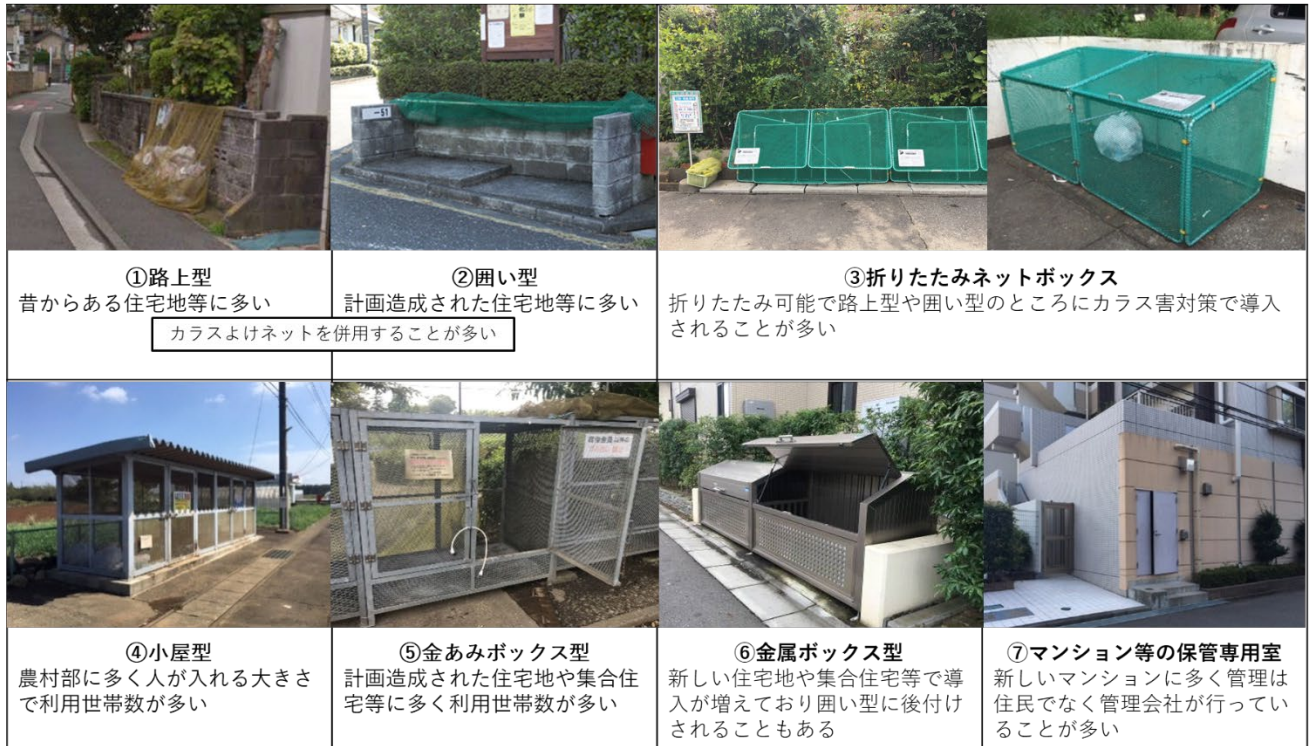 一51
①路上型
昔からある住宅地等に多い
②囲い型
計画造成された住宅地等に多い
カラスよけネットを併用することが多い
③折りたたみネットボックス
折りたたみ可能で路上型や囲い型のところにカラス害対策で導入
されることが多い
④小屋型
農村部に多く人が入れる大きさ
で利用世帯数が多い
⑤金あみボックス型
計画造成された住宅地や集合住
宅等に多く利用世帯数が多い
⑥金属ボックス型
新しい住宅地や集合住宅等で導
入が増えており囲い型に後付け
されることもある
⑦マンション等の保管専用室
新しいマンションに多く管理は
住民でなく管理会社が行ってい
ることが多い